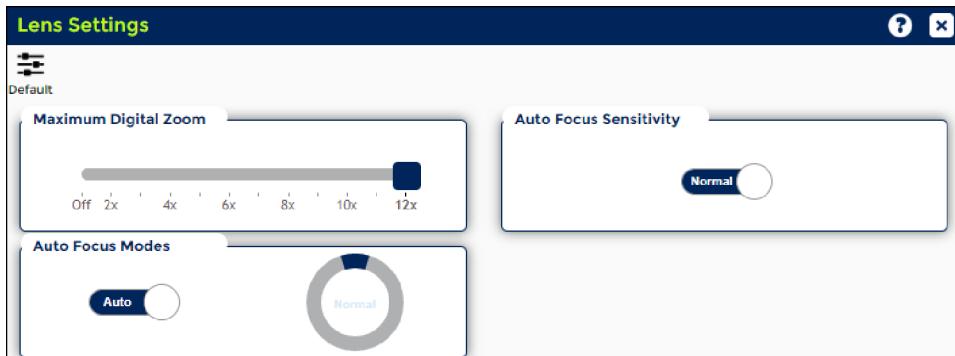 Lens Settings
?
Default
Maximum Digital Zoom
Off 2x 4x 6x 8x 10x 12x
Auto Focus Sensitivity
Normal
Auto Focus Modes
Auto
Normal